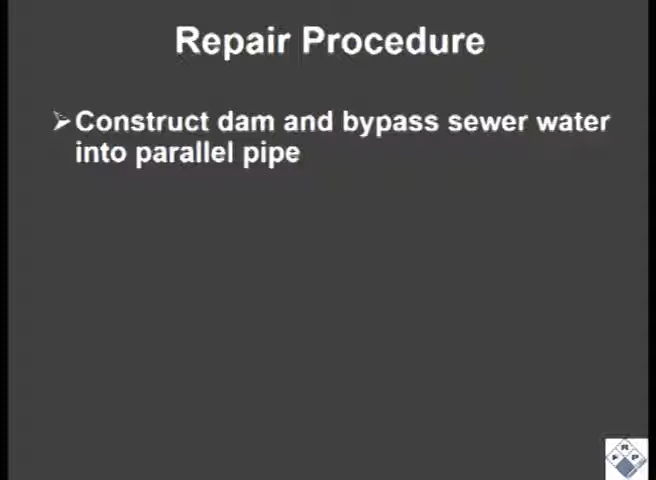 Repair Procedure
➢Construct dam and bypass sewer water
into parallel pipe
R
F P